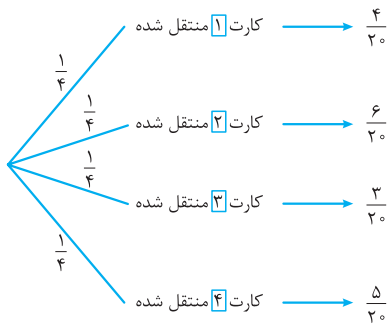 ۱/۴ کارت ۱ منتقل شده ۴/۲۰
۱/۴ کارت ۲ منتقل شده ۶/۲۰
۱/۴ کارت ۳ منتقل شده ۳/۲۰
۱/۴ کارت ۴ منتقل شده ۵/۲۰